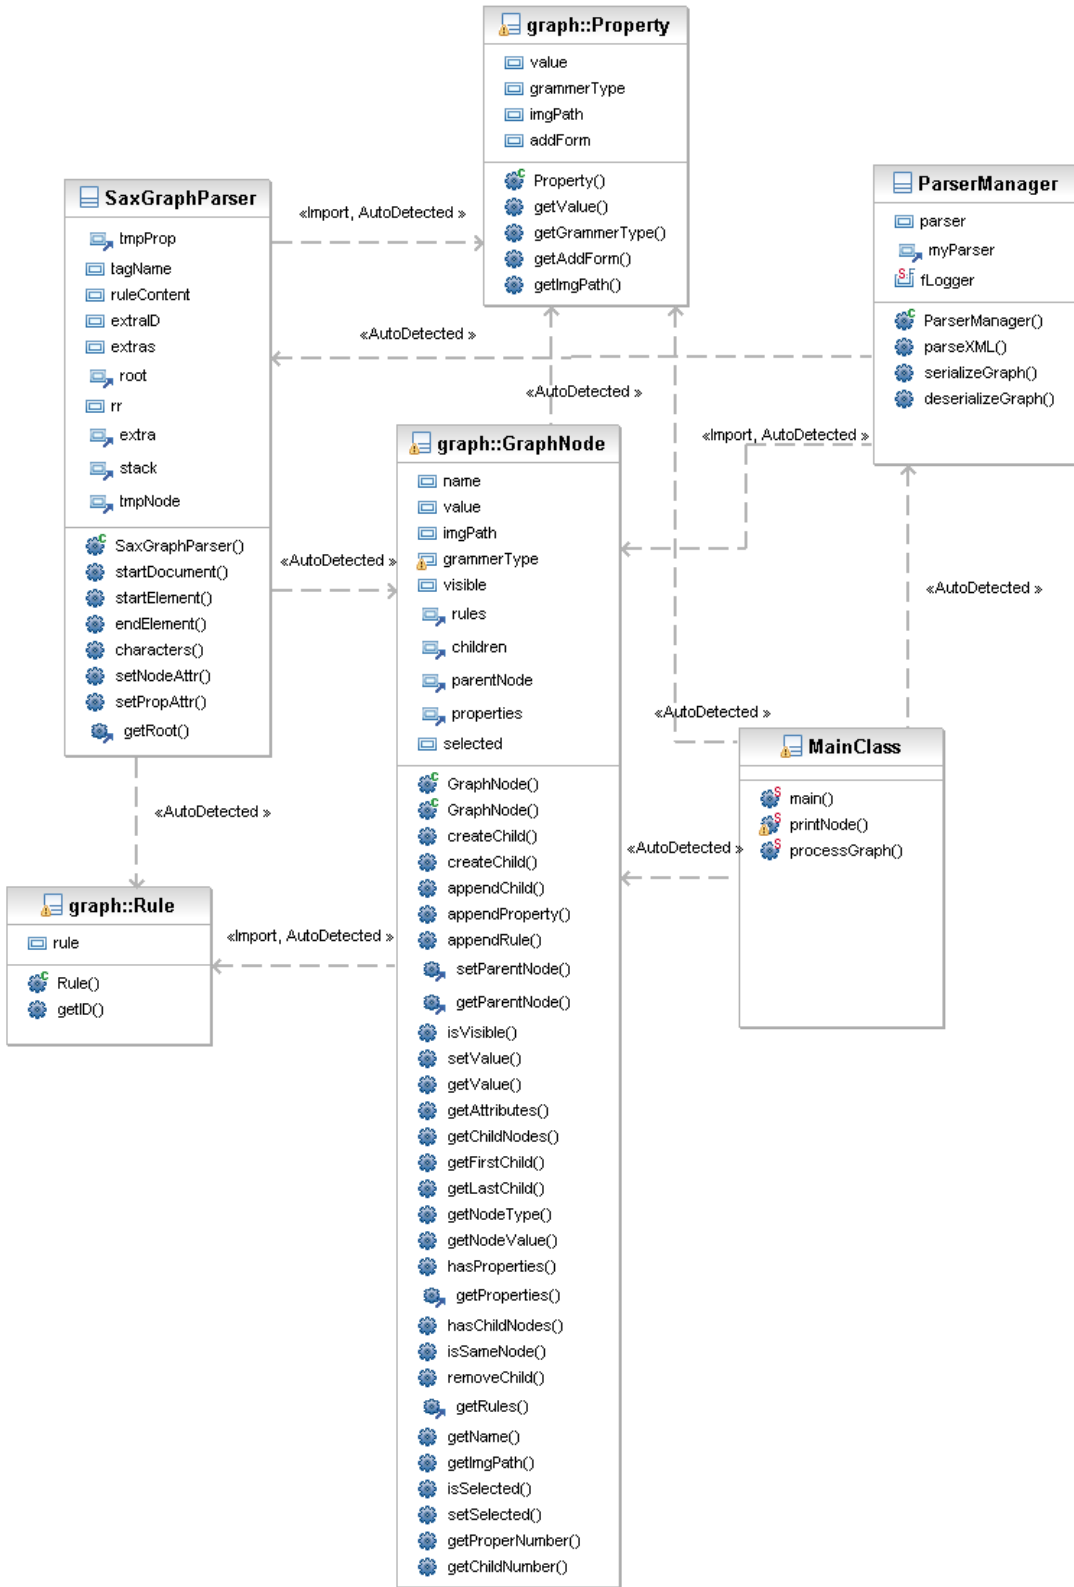 graph::Property
value
grammerType
imgPath
addForm
Property()
getValue()
getGrammerType()
getAddForm()
getImgPath()
SaxGraphParser
tmpProp
tagName
ruleContent
extraID
extras
root
rr
extra
stack
tmpNode
SaxGraphParser()
startDocument()
startElement()
endElement()
characters()
setNodeAttr()
setPropAttr()
getRoot()
«Import, AutoDetected »
ParserManager
parser
myParser
fLogger
ParserManager()
parseXML()
serializeGraph()
deserializeGraph()
«AutoDetected »
«AutoDetected »
«Import, AutoDetected »
graph::GraphNode
name
value
imgPath
grammerType
visible
rules
children
parentNode
properties
selected
GraphNode()
GraphNode()
createChild()
createChild()
appendChild()
appendProperty()
appendRule()
setParentNode()
getParentNode()
isVisible()
setValue()
getValue()
getAttributes()
getChildNodes()
getFirstChild()
getLastChild()
getNodeType()
getNodeValue()
hasProperties()
getProperties()
hasChildNodes()
isSameNode()
removeChild()
getRules()
getName()
getImgPath()
isSelected()
setSelected()
getProperNumber()
getChildNumber()
«AutoDetected »
«AutoDetected »
«AutoDetected »
MainClass
main()
printNode()
processGraph()
«AutoDetected »
«AutoDetected »
graph::Rule
rule
Rule()
getID()
«Import, AutoDetected »